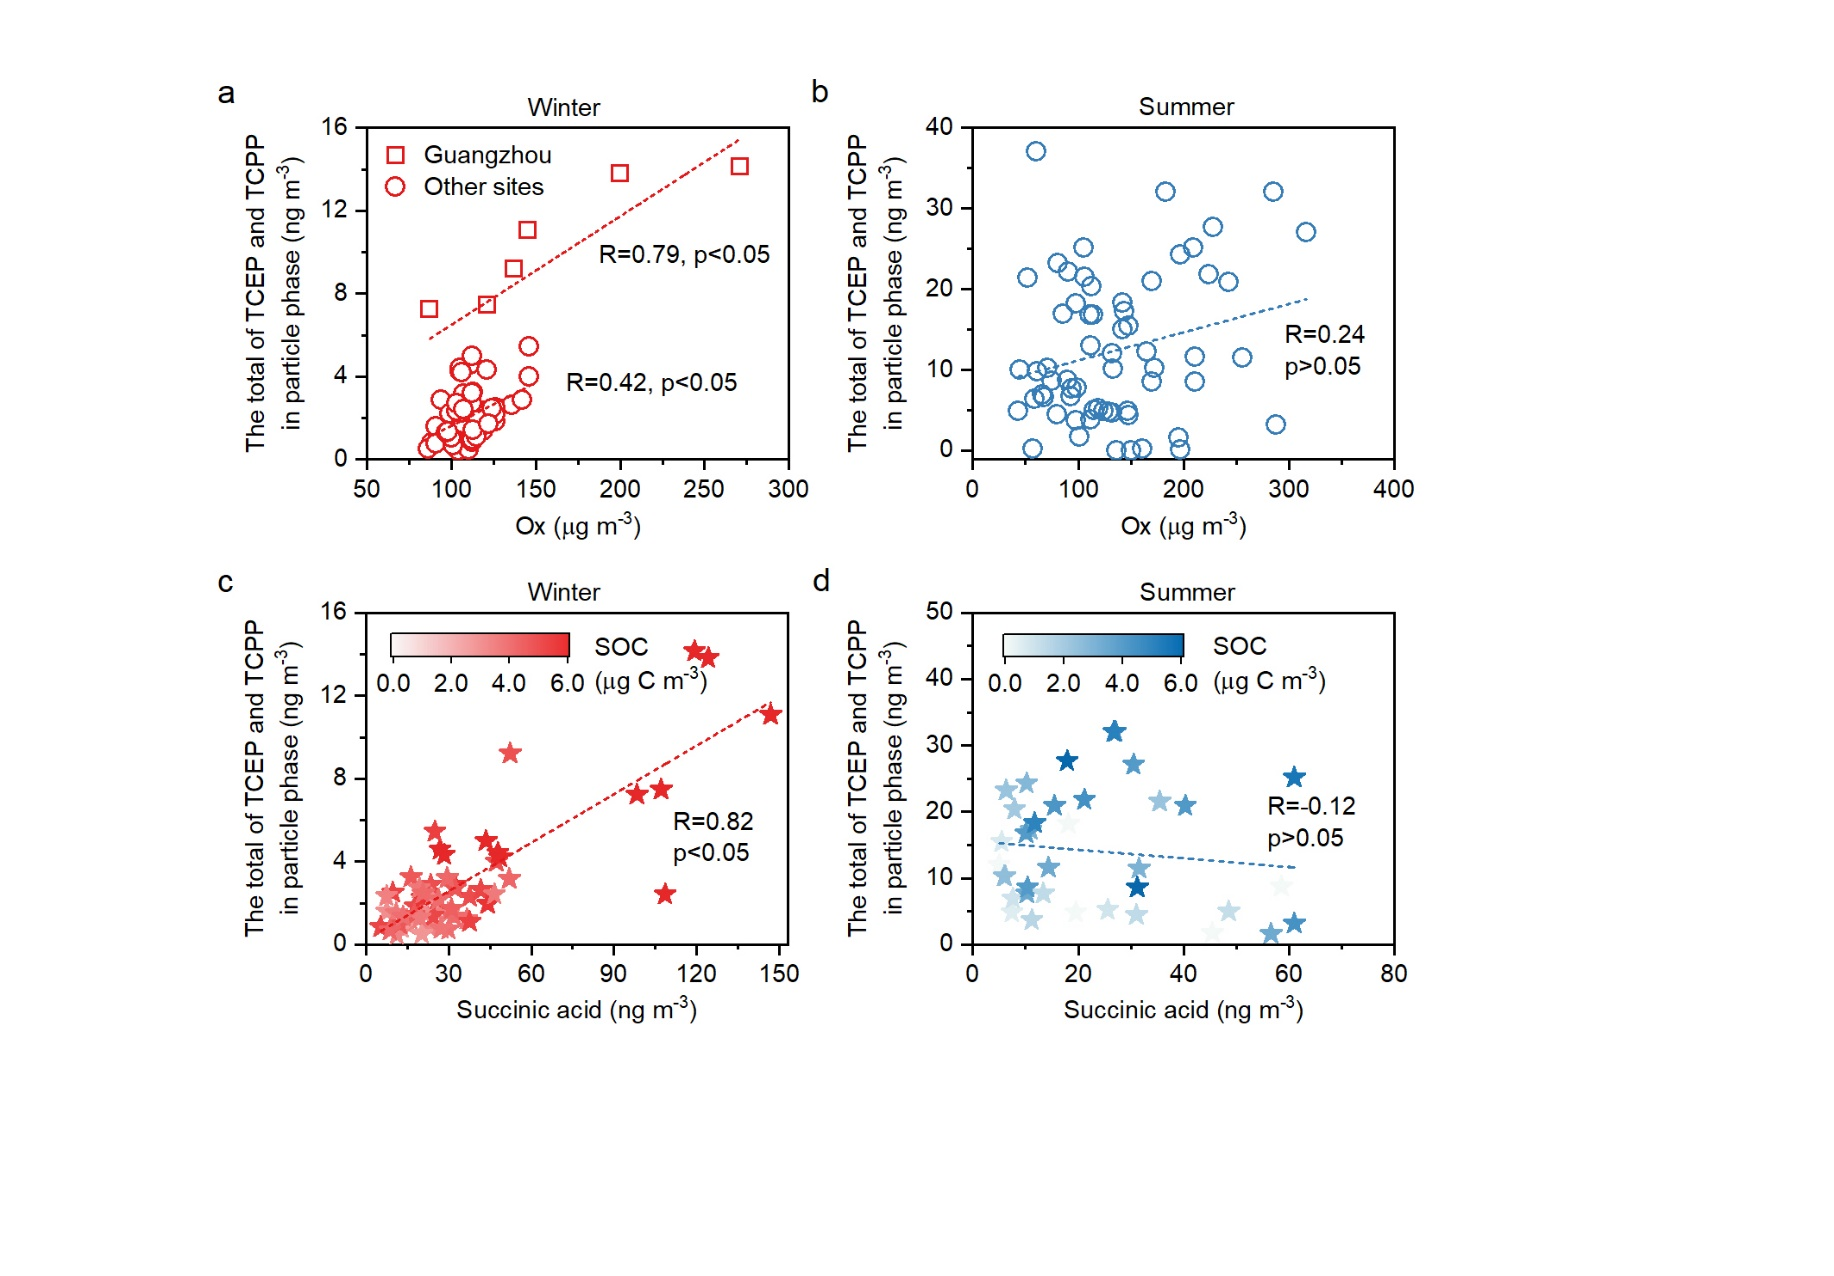 a
Winter
The total of TCEP and TCPP
in particle phase (ng m⁻³)
16
12
8
4
0
Guangzhou
Other sites
R=0.79, p<0.05
R=0.42, p<0.05
50 100 150 200 250 300
Ox (μg m⁻³)
b
Summer
The total of TCEP and TCPP
in particle phase (ng m⁻³)
40
30
20
10
0
R=0.24
p>0.05
0 100 200 300 400
Ox (μg m⁻³)
c
Winter
The total of TCEP and TCPP
in particle phase (ng m⁻³)
16
12
8
4
0
SOC
0.0 2.0 4.0 6.0 (μg C m⁻³)
R=0.82
p<0.05
0 30 60 90 120 150
Succinic acid (ng m⁻³)
d
Summer
The total of TCEP and TCPP
in particle phase (ng m⁻³)
50
40
30
20
10
0
SOC
0.0 2.0 4.0 6.0 (μg C m⁻³)
R=-0.12
p>0.05
0 20 40 60 80
Succinic acid (ng m⁻³)